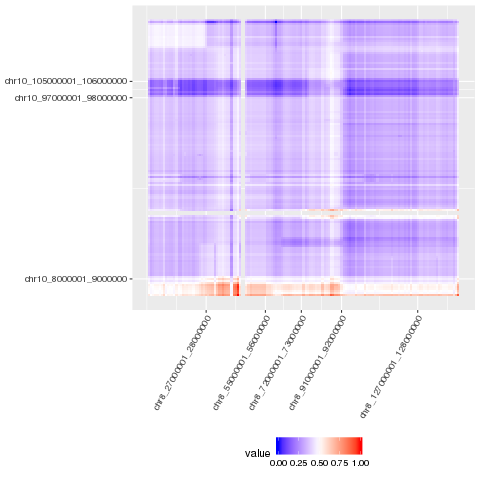 chr10_105000001_106000000
chr10_97000001_98000000
chr10_8000001_9000000
chr8_27000001_28000000
chr8_55000001_56000000
chr8_72000001_73000000
chr8_91000001_92000000
chr8_127000001_128000000
value
0.00 0.25 0.50 0.75 1.00